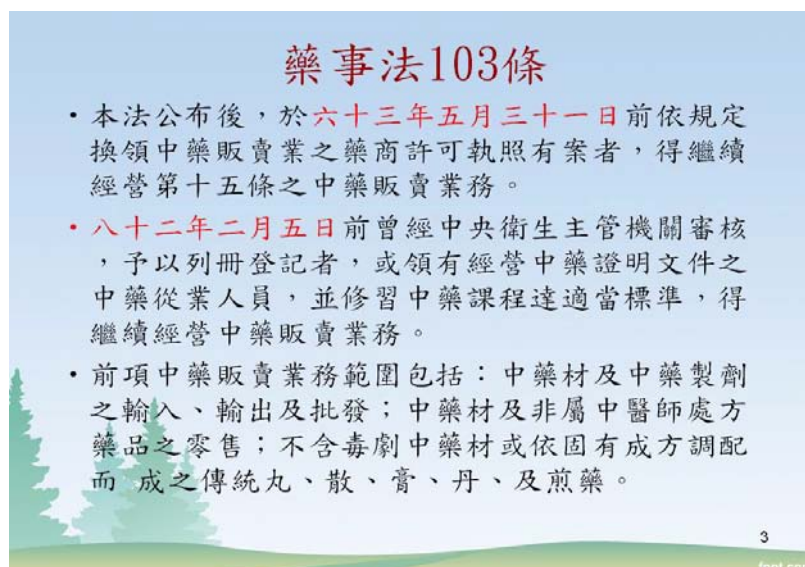 藥事法103條
•本法公布後，於六十三年五月三十一日前依規定
換領中藥販賣業之藥商許可執照有案者，得繼續
經營第十五條之中藥販賣業務。
•八十二年二月五日前曾經中央衛生主管機關審核
，予以列冊登記者，或領有經營中藥證明文件之
中藥從業人員，並修習中藥課程達適當標準，得
繼續經營中藥販賣業務。
•前項中藥販賣業務範圍包括：中藥材及中藥製劑
之輸入、輸出及批發；中藥材及非屬中醫師處方
藥品之零售；不含毒劇中藥材或依固有成方調配
而 成之傳統丸、散、膏、丹、及煎藥。
3